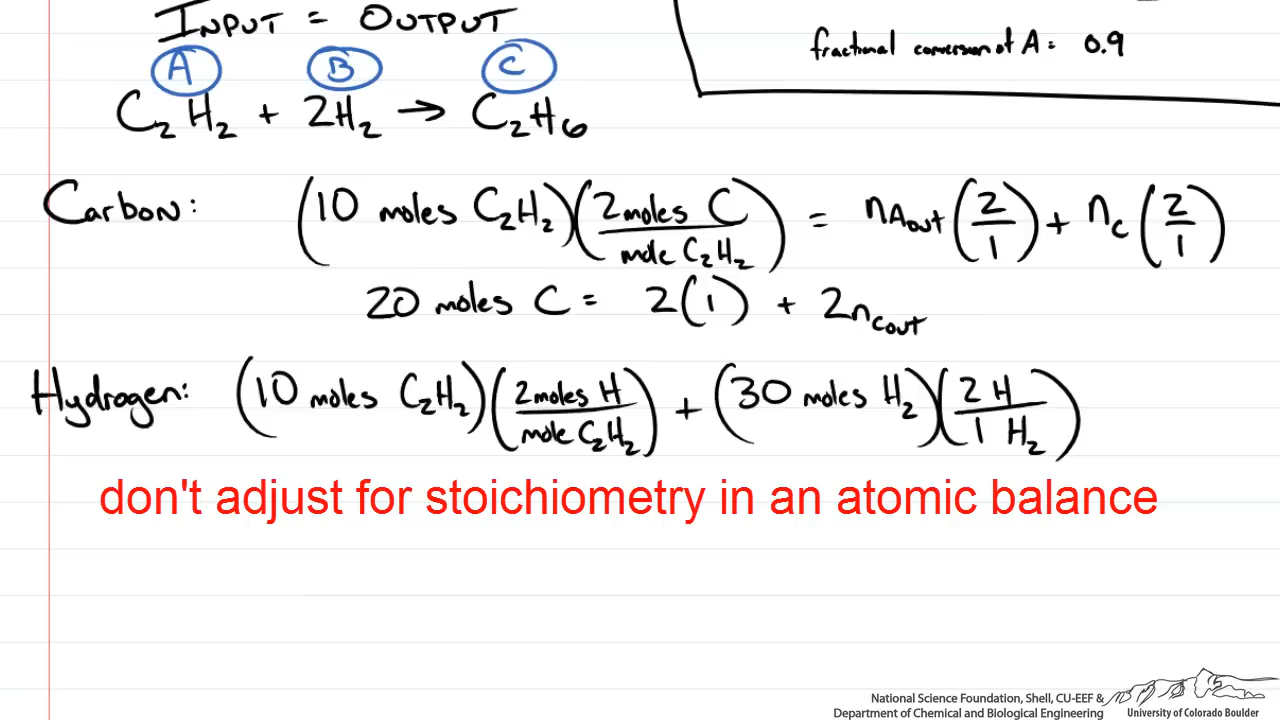 INPUT = OUTPUT
fractional conversion of A = 0.9
A B C
C₂H₂ + 2H₂ → C₂H₆
Carbon: (10 moles C₂H₂)(2 moles C / mole C₂H₂) = n_Aout (2/1) + n_C (2/1)
20 moles C = 2(1) + 2n_Cout
Hydrogen: (10 moles C₂H₂)(2 moles H / mole C₂H₂) + (30 moles H₂)(2 H / 1 H₂)
don't adjust for stoichiometry in an atomic balance
National Science Foundation, Shell, CU-EEF &
Department of Chemical and Biological Engineering
University of Colorado Boulder